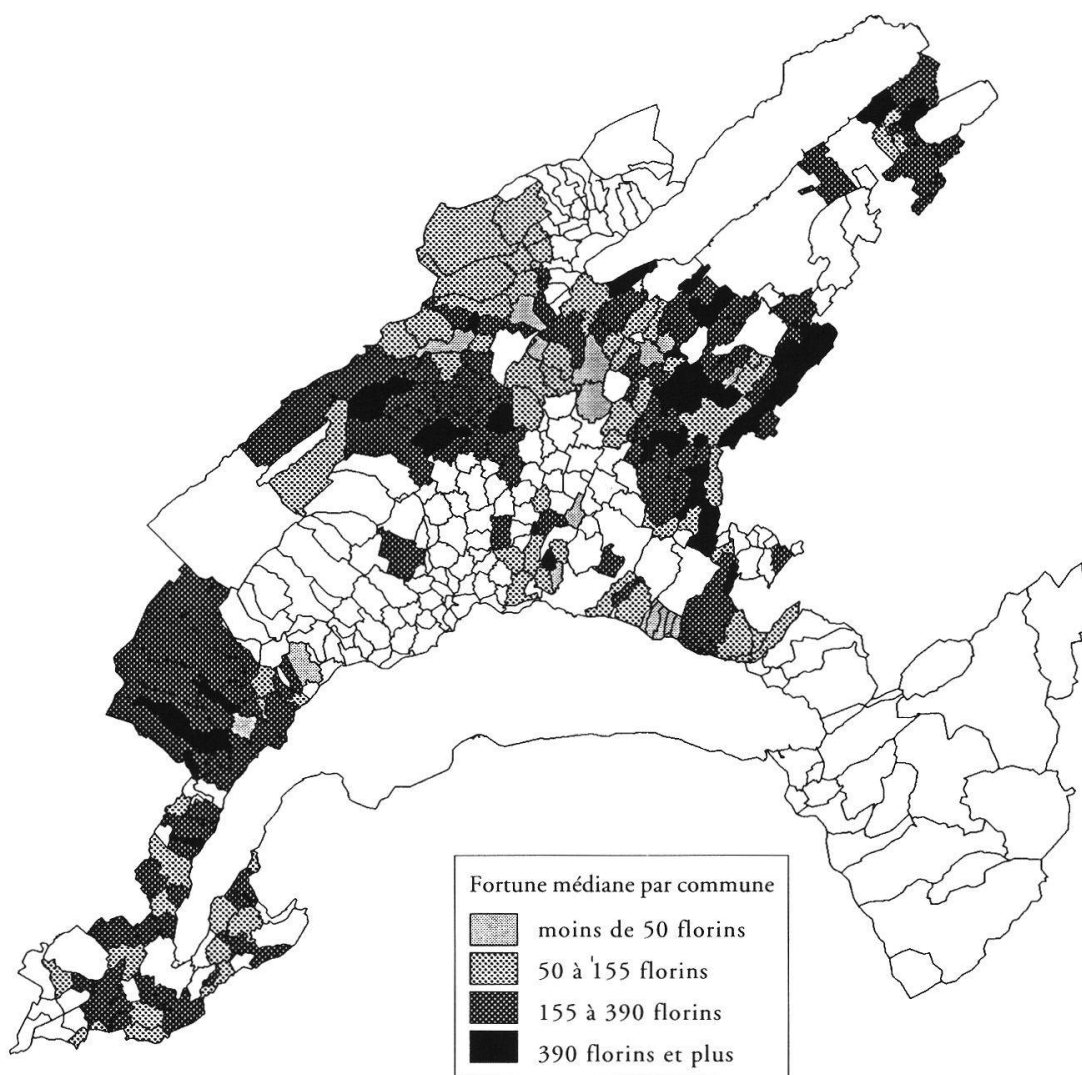 Fortune médiane par commune
moins de 50 florins
50 à 155 florins
155 à 390 florins
390 florins et plus